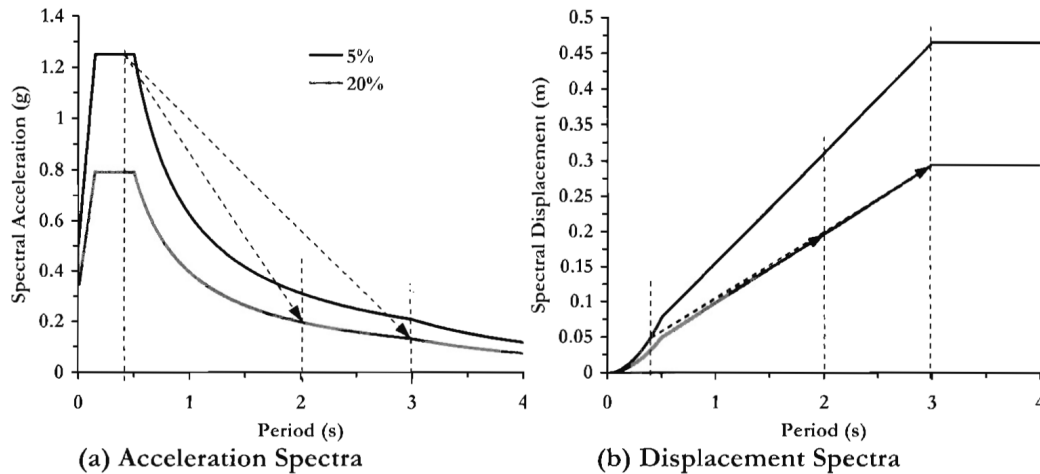 1.4
1.2
1
0.8
0.6
0.4
0.2
0
Spectral Acceleration (g)
5%
20%
0 1 2 3 4
Period (s)
(a) Acceleration Spectra
0.5
0.45
0.4
0.35
0.3
0.25
0.2
0.15
0.1
0.05
0
Spectral Displacement (m)
0 1 2 3 4
Period (s)
(b) Displacement Spectra